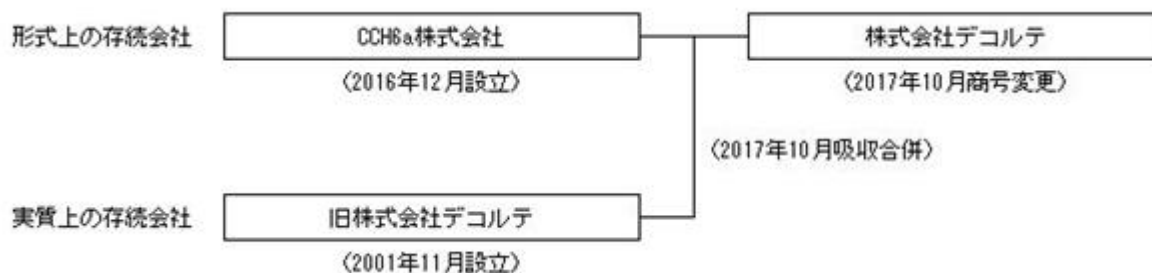 形式上の存続会社
CCH6a株式会社
株式会社デコルテ
〈2016年12月設立〉
〈2017年10月商号変更〉
〈2017年10月吸収合併〉
実質上の存続会社
旧株式会社デコルテ
〈2001年11月設立〉